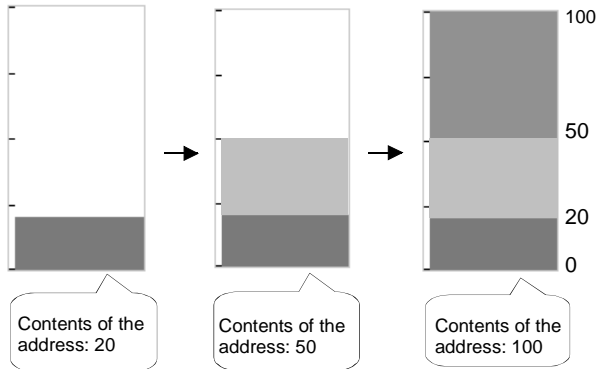 100
50
20
0
Contents of the
address: 20
Contents of the
address: 50
Contents of the
address: 100